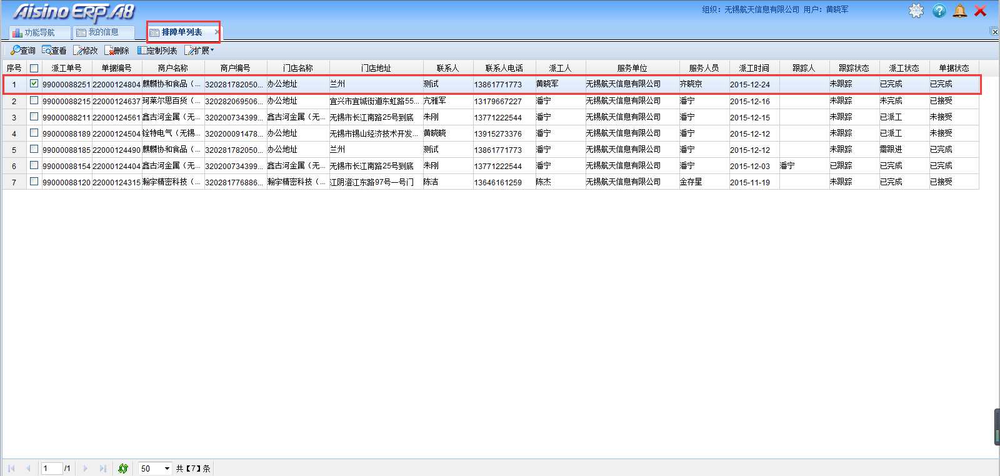 Aisino ERP.A8
组织：无锡航天信息有限公司 用户：黄晓军
功能导航 我的信息 排障单列表
查询 查看 修改 删除 定制列表 扩展
序号 派工单号 单据编号 商户名称 商户编号 门店名称 门店地址 联系人 联系人电话 派工人 服务单位 服务人员 派工时间 跟踪人 跟踪状态 派工状态 单据状态
1 99000088251 22000124804 麒麟协和食品（... 320281782050... 办公地址 兰州 测试 13861771773 黄晓军 无锡航天信息有限公司 齐晓京 2015-12-24 未跟踪 已完成 已完成
2 99000088215 22000124637 珂莱尔思百货（... 320282069506... 办公地址 宜兴市宜城街道东虹路55... 亢雅军 13179667227 潘宁 无锡航天信息有限公司 潘宁 2015-12-16 未跟踪 未完成 已接受
3 99000088211 22000124561 鑫古河金属（无... 320200734399... 鑫古河金属（无... 无锡市长江南路25号到底 朱刚 13771222544 潘宁 无锡航天信息有限公司 潘宁 2015-12-15 未跟踪 已派工 未接受
4 99000088189 22000124504 铨特电气（无锡... 320200091478... 办公地址 无锡市锡山经济技术开发... 黄晓晓 13915273376 潘宁 无锡航天信息有限公司 潘宁 2015-12-12 未跟踪 已派工 未接受
5 99000088185 22000124490 麒麟协和食品（... 320281782050... 办公地址 兰州 测试 13861771773 潘宁 无锡航天信息有限公司 潘宁 2015-12-12 未跟踪 需跟进 已完成
6 99000088154 22000124404 鑫古河金属（无... 320200734399... 鑫古河金属（无... 无锡市长江南路25号到底 朱刚 13771222544 潘宁 无锡航天信息有限公司 潘宁 2015-12-03 潘宁 已跟踪 已完成 已完成
7 99000088120 22000124315 瀚宇精密科技（... 320281776886... 瀚宇精密科技（... 江阴澄江东路97号一号门 陈洁 13646161259 陈杰 无锡航天信息有限公司 金存星 2015-11-19 未跟踪 已完成 已接受
1 /1 50 共【7】条